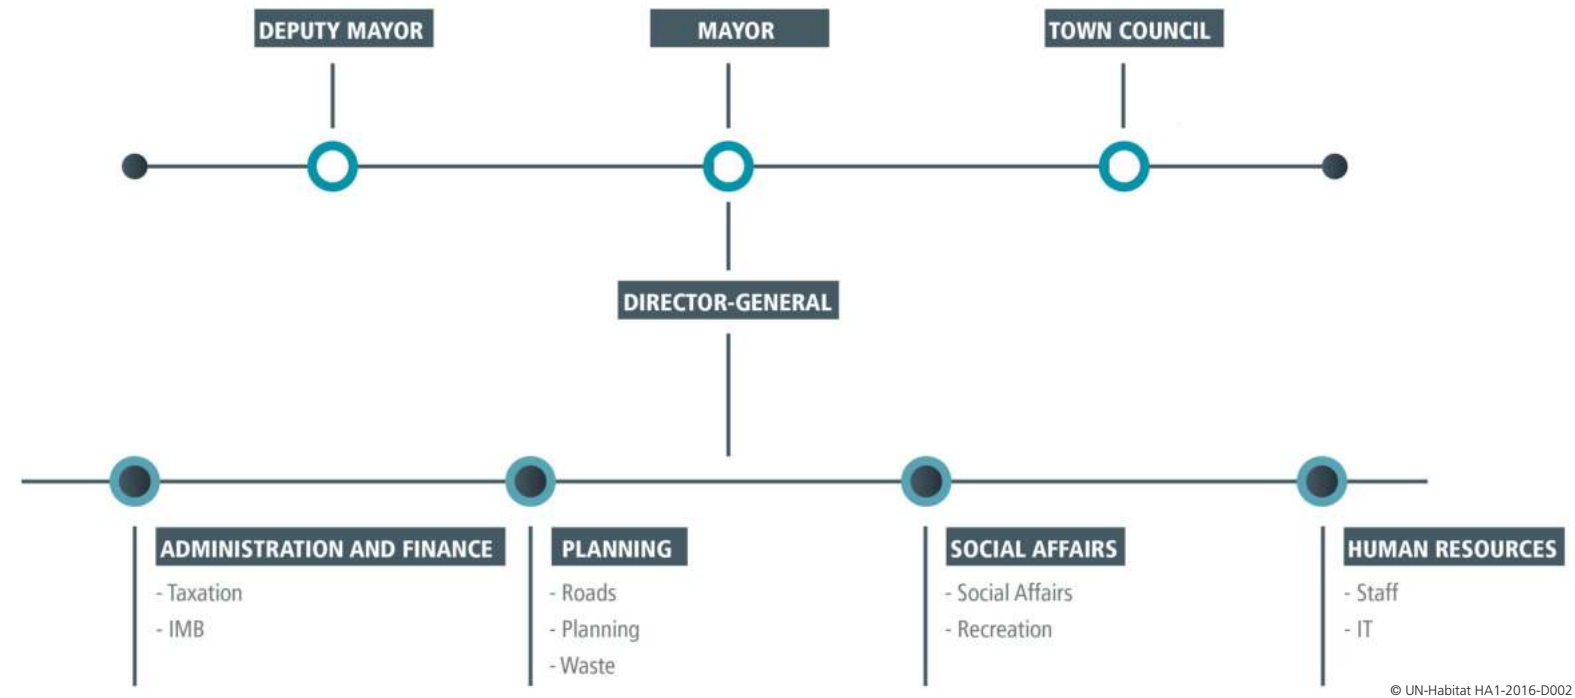 DEPUTY MAYOR
MAYOR
TOWN COUNCIL
DIRECTOR-GENERAL
ADMINISTRATION AND FINANCE
- Taxation
- IMB
PLANNING
- Roads
- Planning
- Waste
SOCIAL AFFAIRS
- Social Affairs
- Recreation
HUMAN RESOURCES
- Staff
- IT
© UN-Habitat HA1-2016-D002